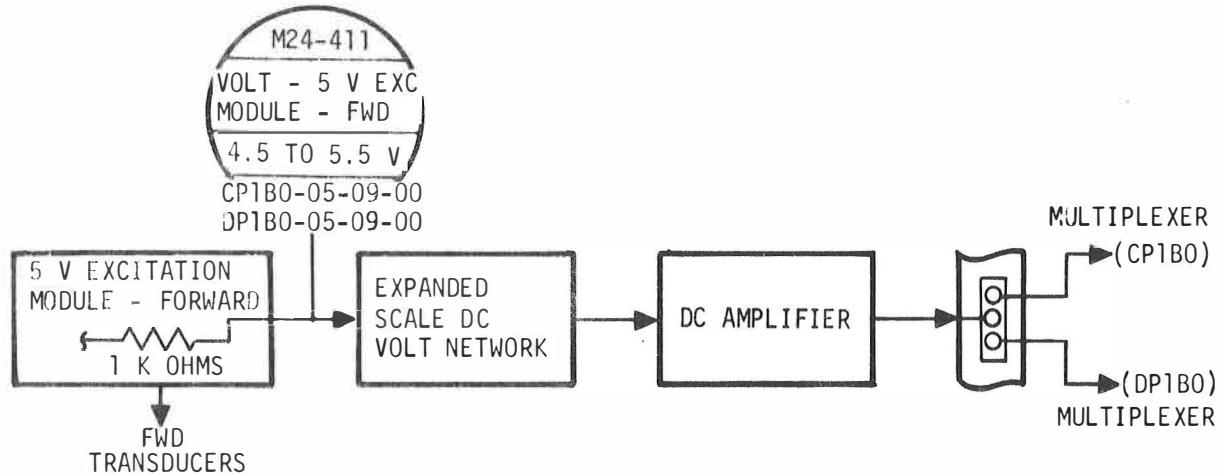 M24-411
VOLT - 5 V EXC
MODULE - FWD
4.5 TO 5.5 V
CP1B0-05-09-00
DP1B0-05-09-00
5 V EXCITATION
MODULE - FORWARD
1 K OHMS
FWD
TRANSDUCERS
EXPANDED
SCALE DC
VOLT NETWORK
DC AMPLIFIER
MULTIPLEXER
(CP1B0)
(DP1B0)
MULTIPLEXER